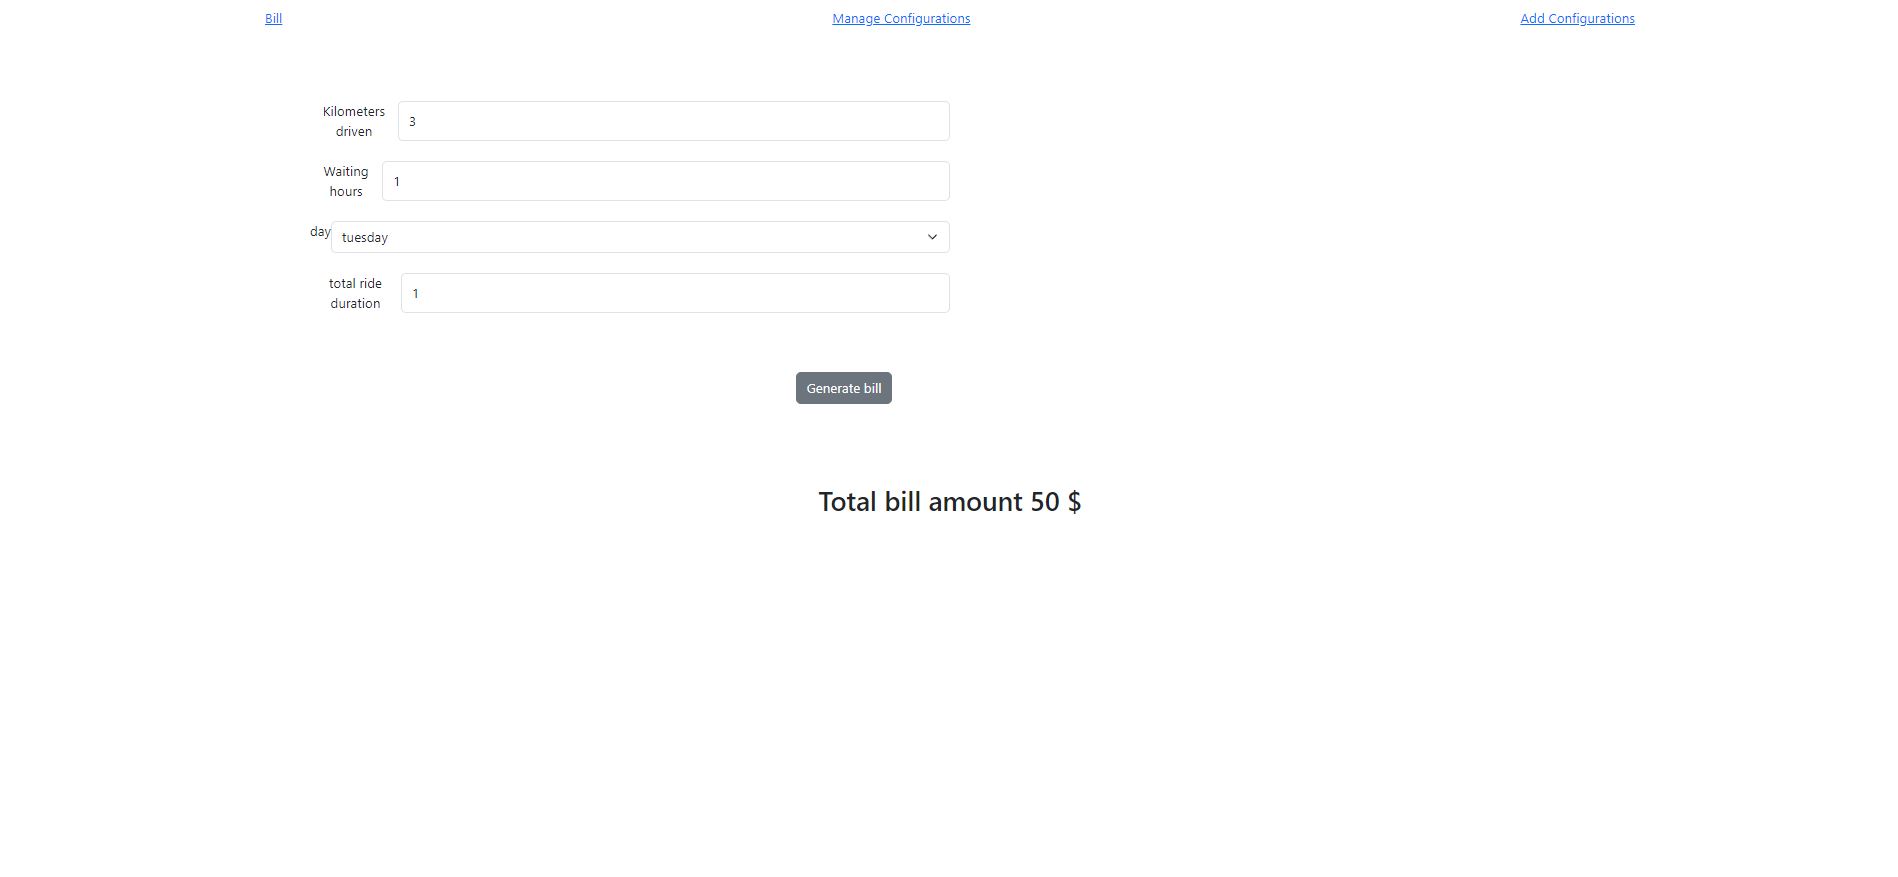 Bill Manage Configurations Add Configurations
Kilometers
driven
3
Waiting
hours
1
day tuesday
total ride
duration
1
Generate bill
Total bill amount 50 $